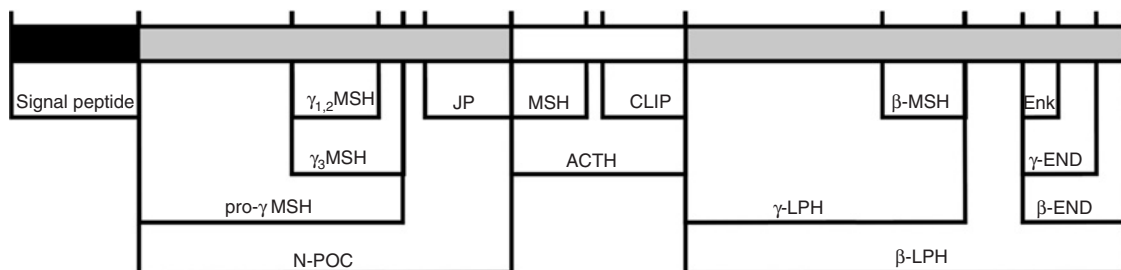 Signal peptide
γ1,2MSH
JP
MSH
CLIP
β-MSH
Enk
γ3MSH
ACTH
γ-END
pro-γ MSH
γ-LPH
β-END
N-POC
β-LPH